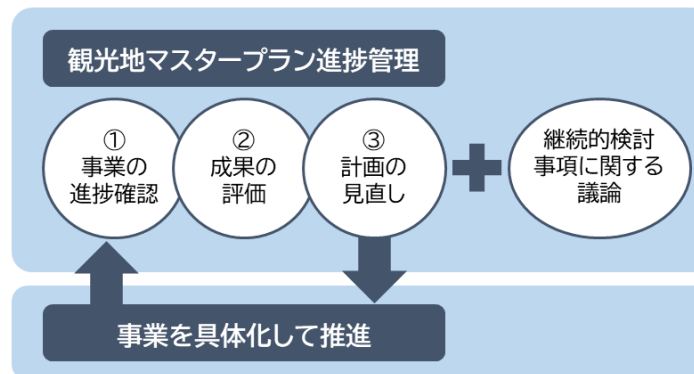 観光地マスタープラン進捗管理
①
事業の
進捗確認
②
成果の
評価
③
計画の
見直し
継続的検討
事項に関する
議論
事業を具体化して推進